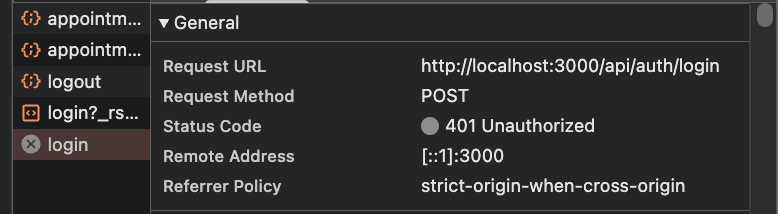 appointm...
appointm...
logout
login?_rs...
login
General
Request URL http://localhost:3000/api/auth/login
Request Method POST
Status Code 401 Unauthorized
Remote Address [::1]:3000
Referrer Policy strict-origin-when-cross-origin